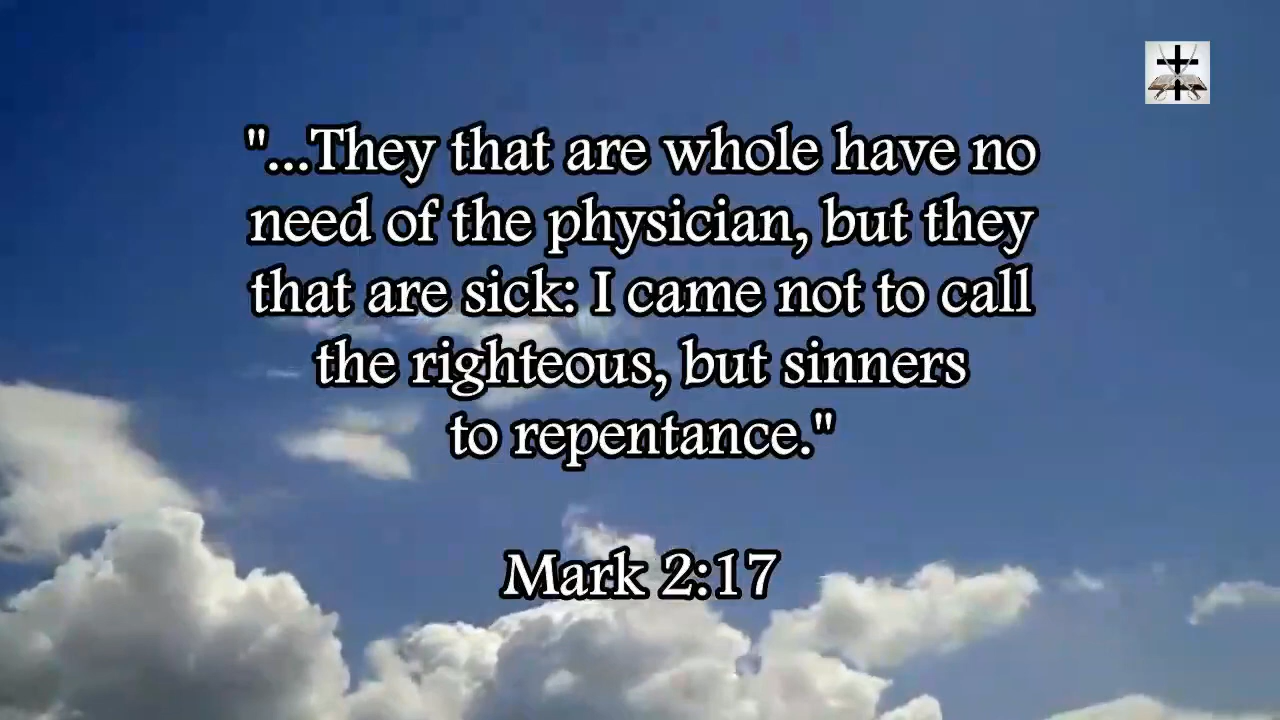 "...They that are whole have no
need of the physician, but they
that are sick: I came not to call
the righteous, but sinners
to repentance."
Mark 2:17